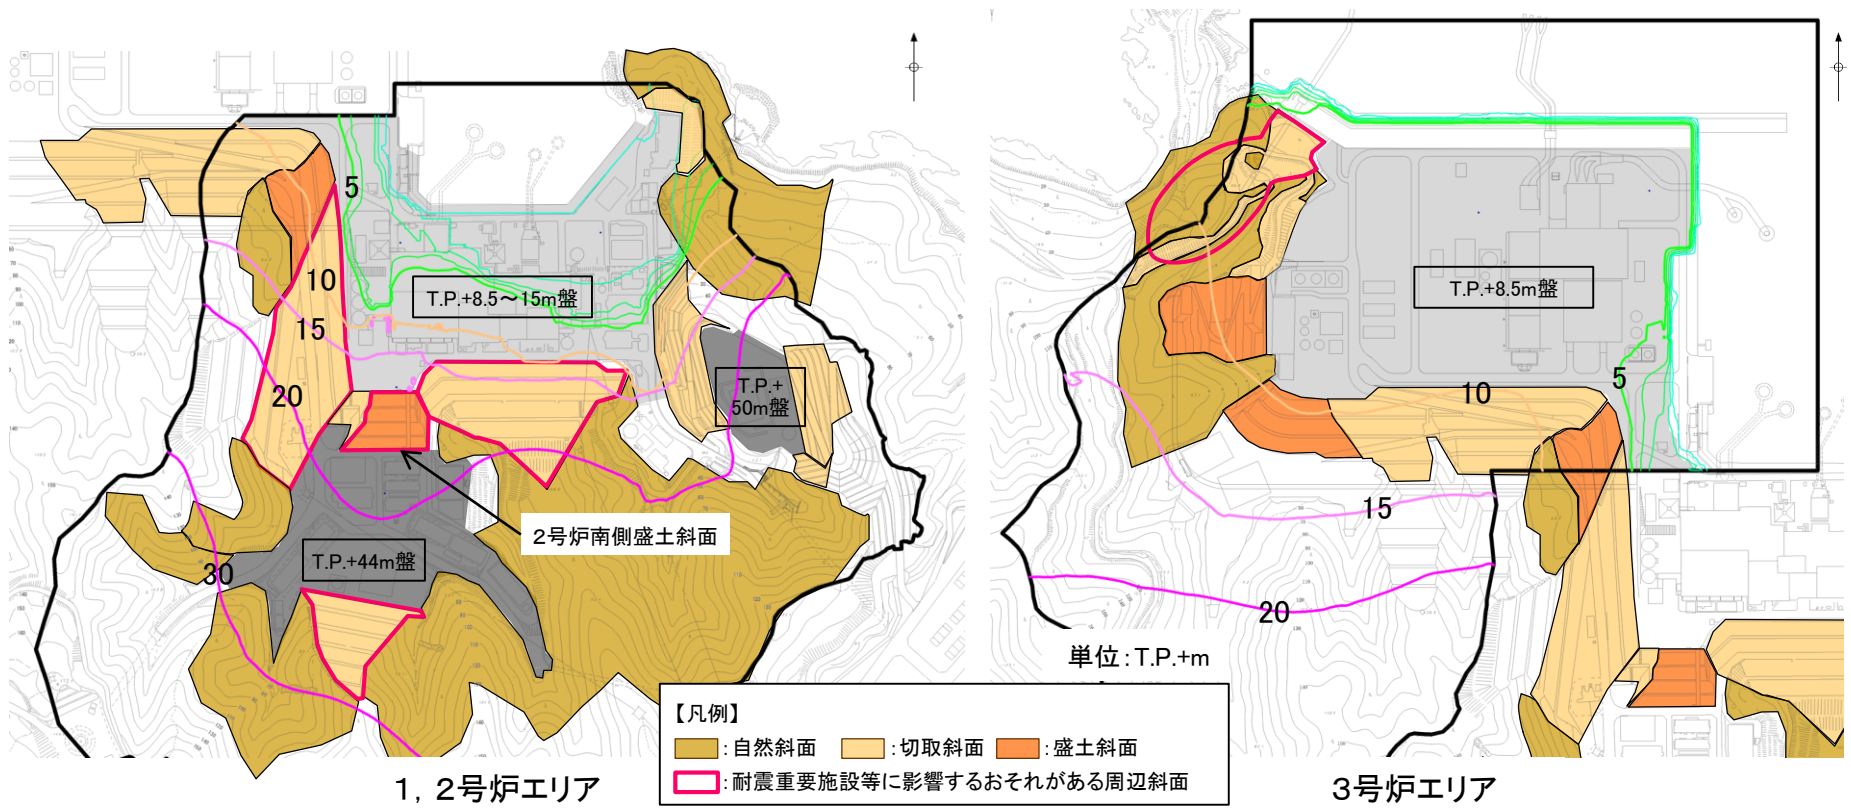 5
10
15
20
30
T.P.+8.5～15m盤
T.P.+
50m盤
2号炉南側盛土斜面
T.P.+44m盤
1，2号炉エリア
T.P.+8.5m盤
5
10
15
20
単位：T.P.+m
【凡例】
：自然斜面 ：切取斜面 ：盛土斜面
：耐震重要施設等に影響するおそれがある周辺斜面
3号炉エリア